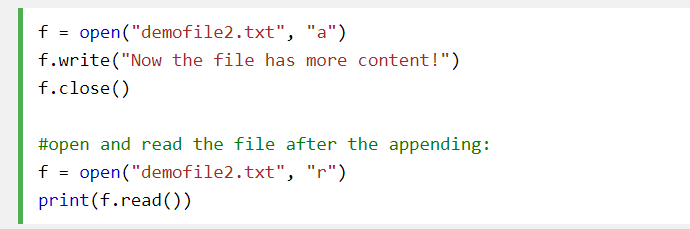 f = open("demofile2.txt", "a")
f.write("Now the file has more content!")
f.close()
#open and read the file after the appending:
f = open("demofile2.txt", "r")
print(f.read())